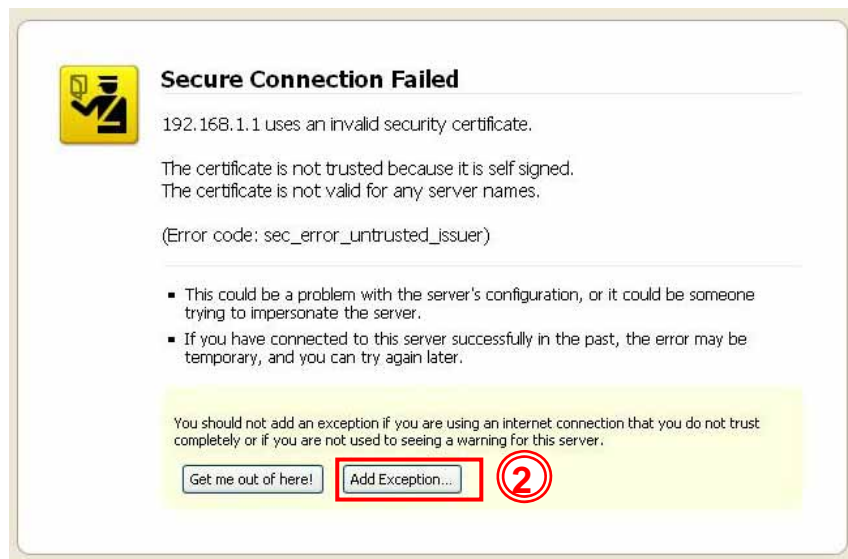 Secure Connection Failed
192.168.1.1 uses an invalid security certificate.
The certificate is not trusted because it is self signed.
The certificate is not valid for any server names.
(Error code: sec_error_untrusted_issuer)
▪ This could be a problem with the server's configuration, or it could be someone
trying to impersonate the server.
▪ If you have connected to this server successfully in the past, the error may be
temporary, and you can try again later.
You should not add an exception if you are using an internet connection that you do not trust
completely or if you are not used to seeing a warning for this server.
Get me out of here! Add Exception... 2